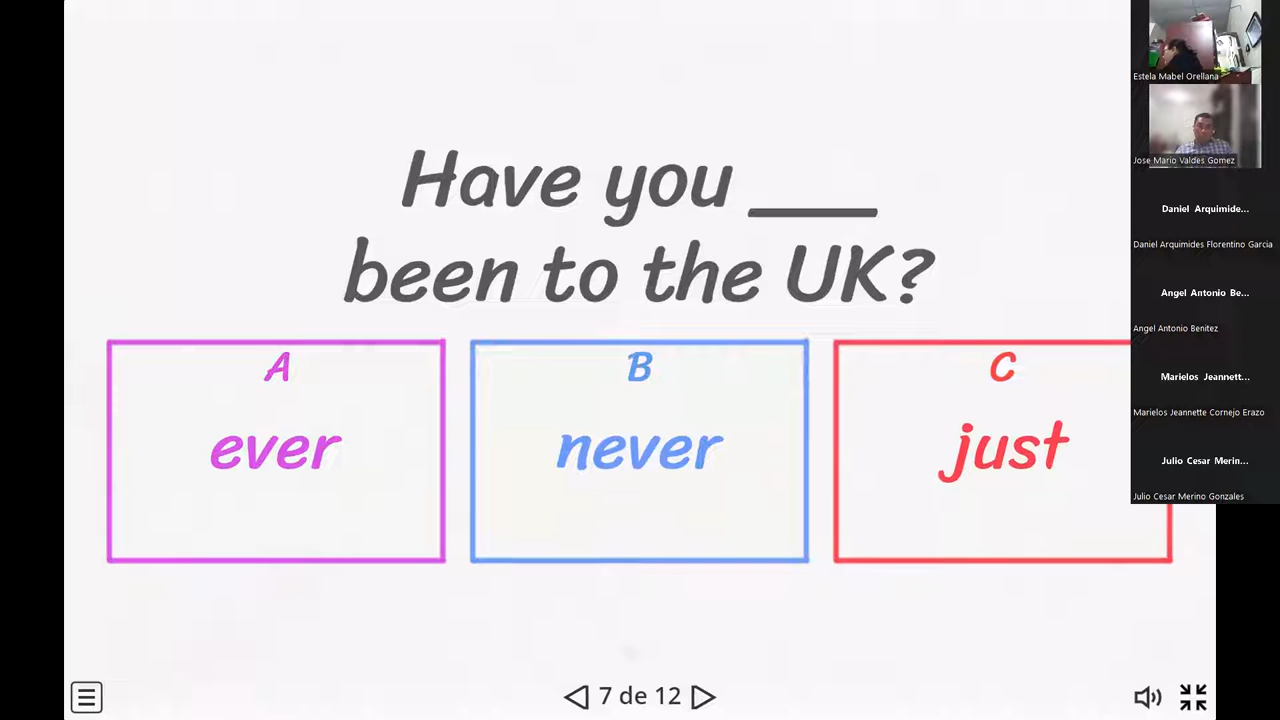 Have you ___
been to the UK?
A
ever
B
never
C
just
7 de 12
Estela Mabel Orellana
Jose Mario Valdes Gomez
Daniel Arquimide...
Daniel Arquimides Florentino Garcia
Angel Antonio Be...
Angel Antonio Benitez
Marielos Jeannett...
Marielos Jeannette Cornejo Erazo
Julio Cesar Merin...
Julio Cesar Merino Gonzales